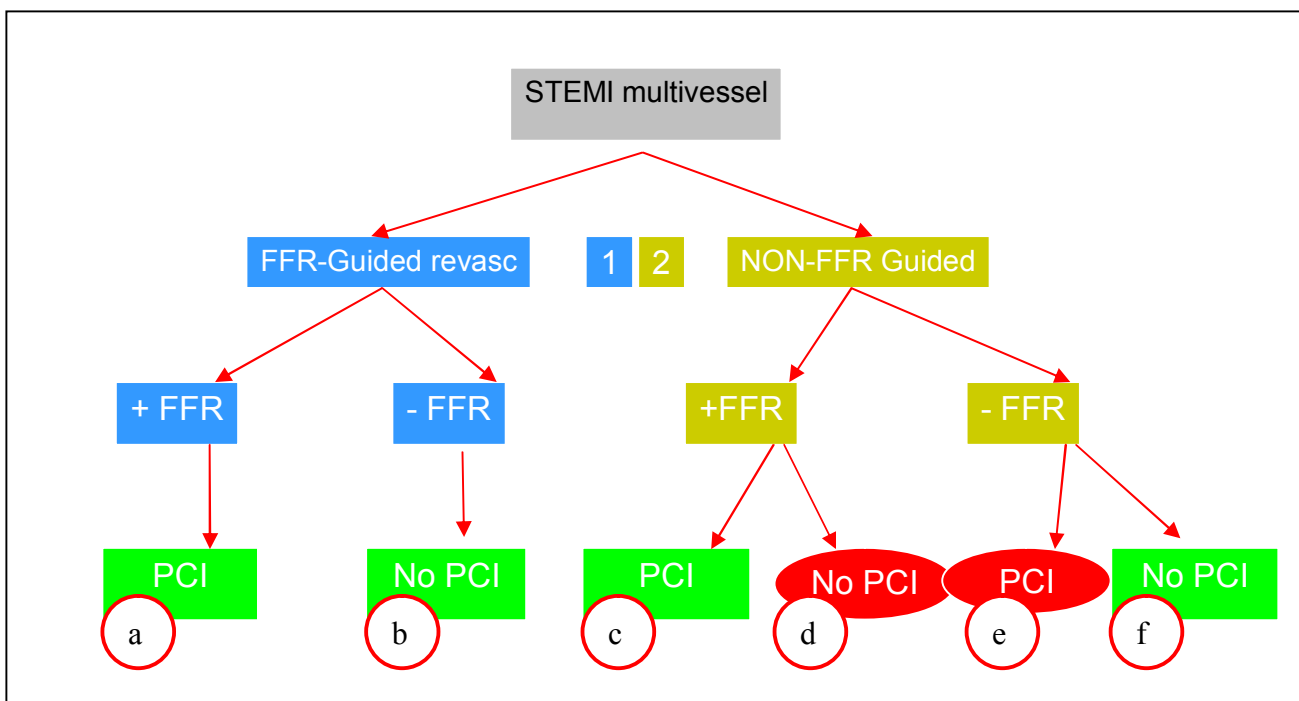 STEMI multivessel
FFR-Guided revasc
1
2
NON-FFR Guided
+ FFR
- FFR
+FFR
- FFR
PCI
No PCI
PCI
No PCI
PCI
No PCI
a
b
c
d
e
f